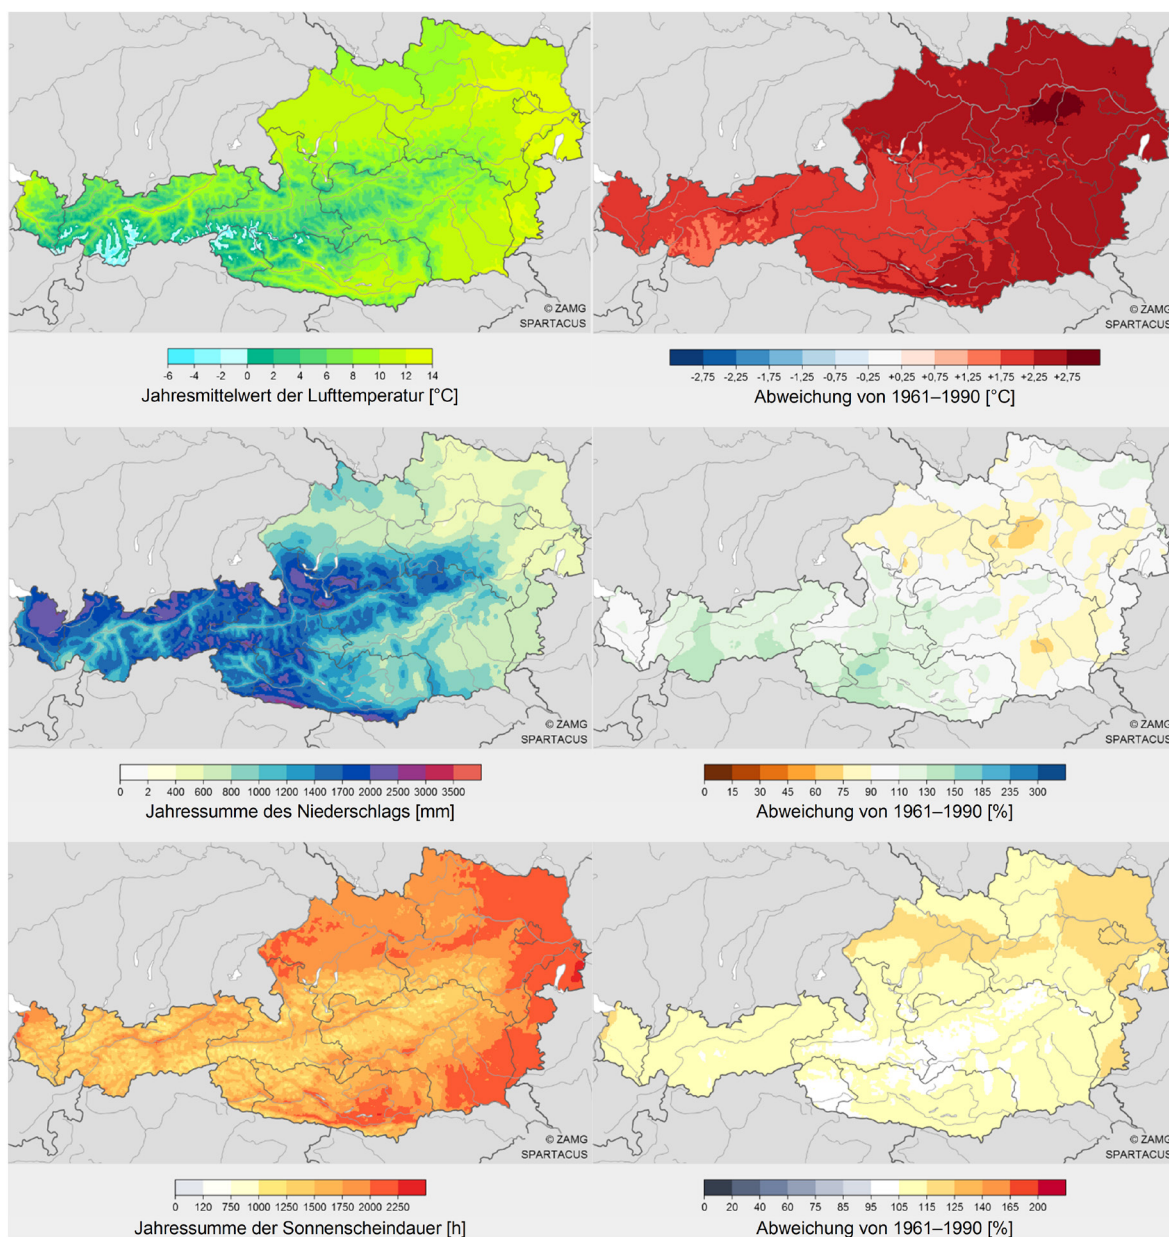 © ZAMG
SPARTACUS
© ZAMG
SPARTACUS
-6 -4 -2 0 2 4 6 8 10 12 14
Jahresmittelwert der Lufttemperatur [°C]
-2,75 -2,25 -1,75 -1,25 -0,75 -0,25 +0,25 +0,75 +1,25 +1,75 +2,25 +2,75
Abweichung von 1961–1990 [°C]
© ZAMG
SPARTACUS
© ZAMG
SPARTACUS
0 2 400 600 800 1000 1200 1400 1700 2000 2500 3000 3500
Jahressumme des Niederschlags [mm]
0 15 30 45 60 75 90 110 130 150 185 235 300
Abweichung von 1961–1990 [%]
© ZAMG
SPARTACUS
© ZAMG
SPARTACUS
0 120 750 1000 1250 1500 1750 2000 2250
Jahressumme der Sonnenscheindauer [h]
0 20 40 60 75 85 95 105 115 125 140 165 200
Abweichung von 1961–1990 [%]